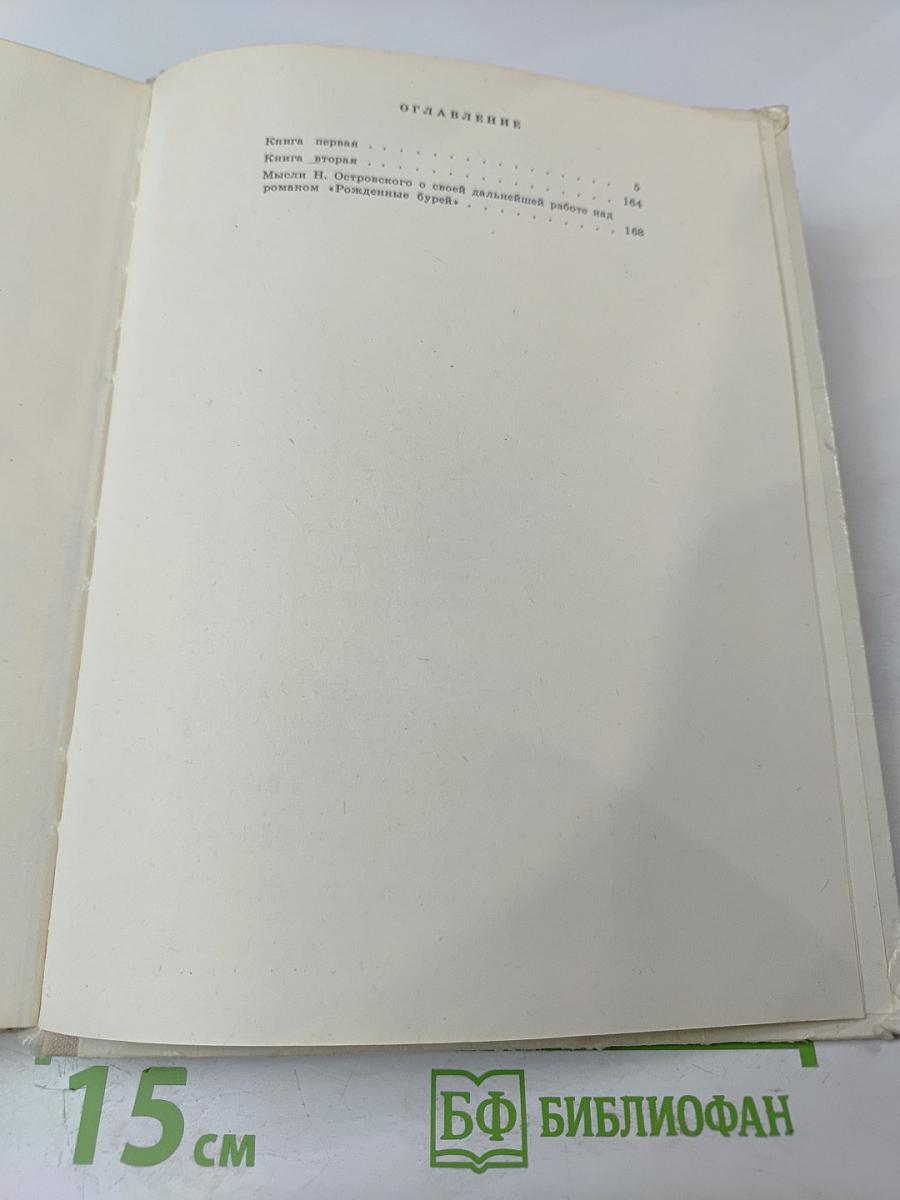 ОГЛАВЛЕНИЕ
Книга первая . . . . . . . . . . . . . . 5
Книга вторая . . . . . . . . . . . . . . 164
Мысли Н. Островского о своей дальнейшей работе над
романом «Рожденные бурей» . . . . . . . . . . 168
15 см
БФ БИБЛИОФАН